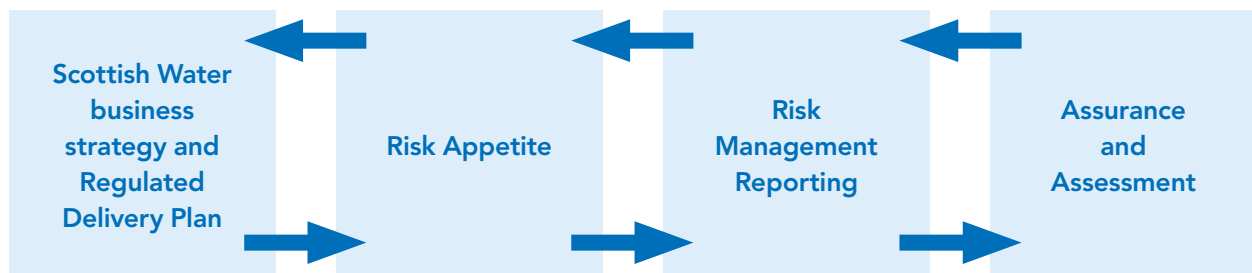 Scottish Water
business
strategy and
Regulated
Delivery Plan
Risk Appetite
Risk
Management
Reporting
Assurance
and
Assessment